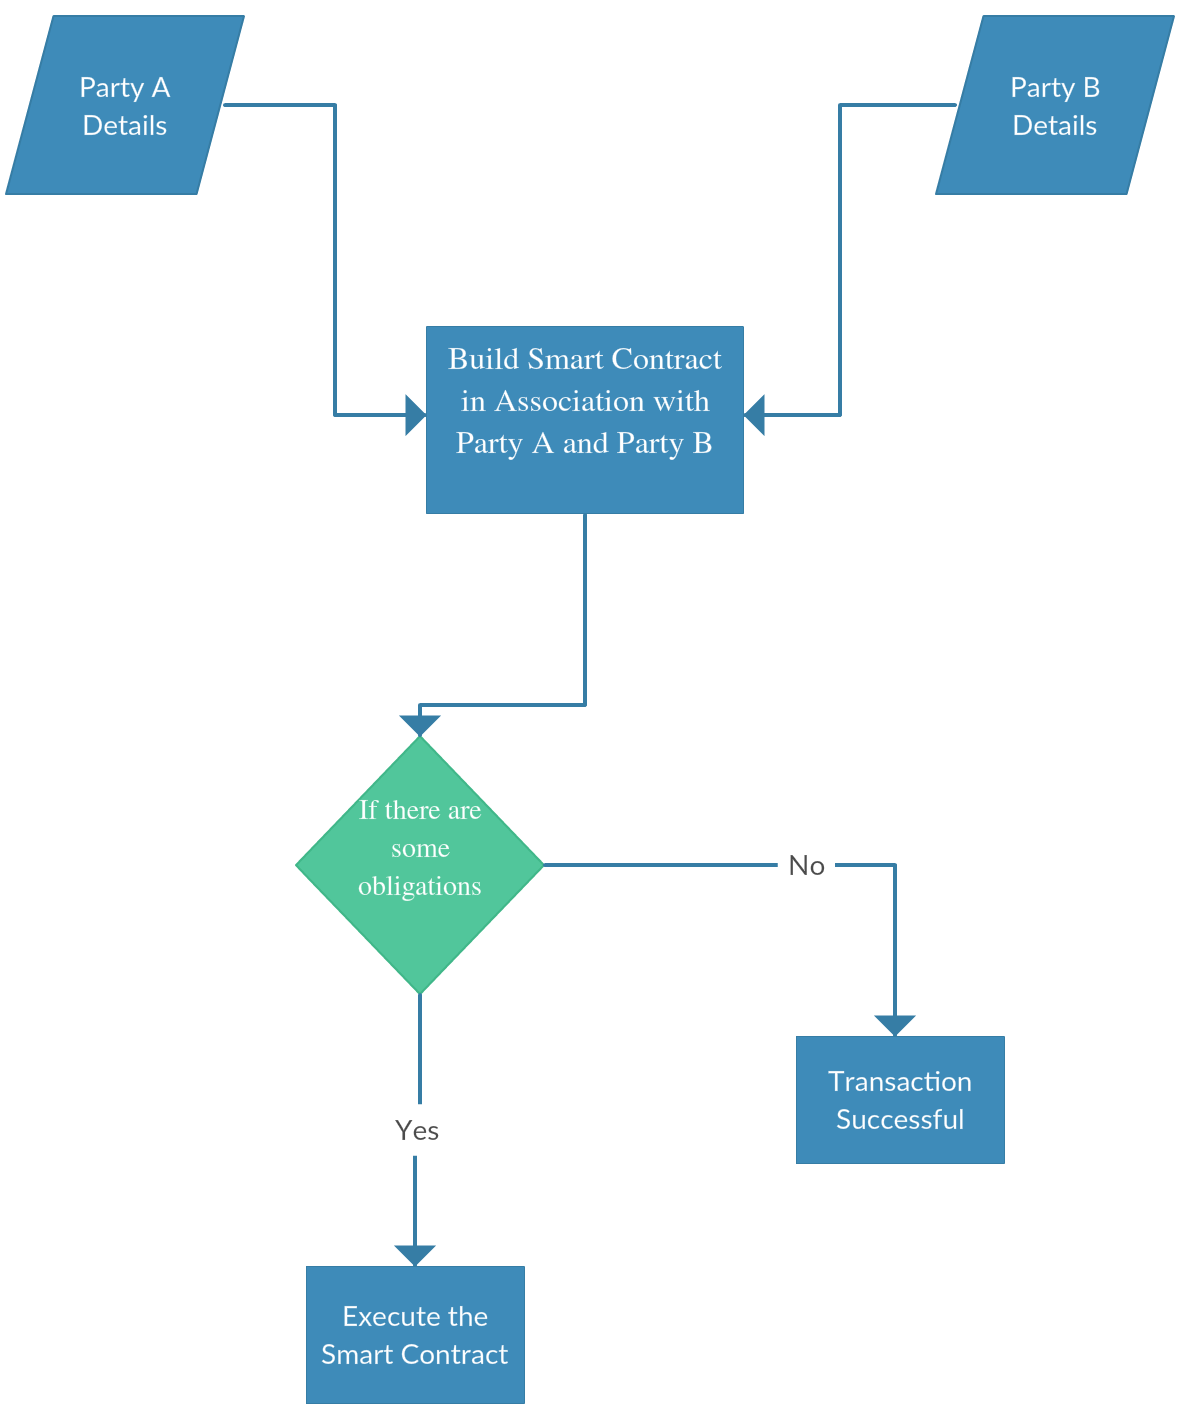 Party A
Details
Party B
Details
Build Smart Contract
in Association with
Party A and Party B
If there are
some
obligations
No
Transaction
Successful
Yes
Execute the
Smart Contract